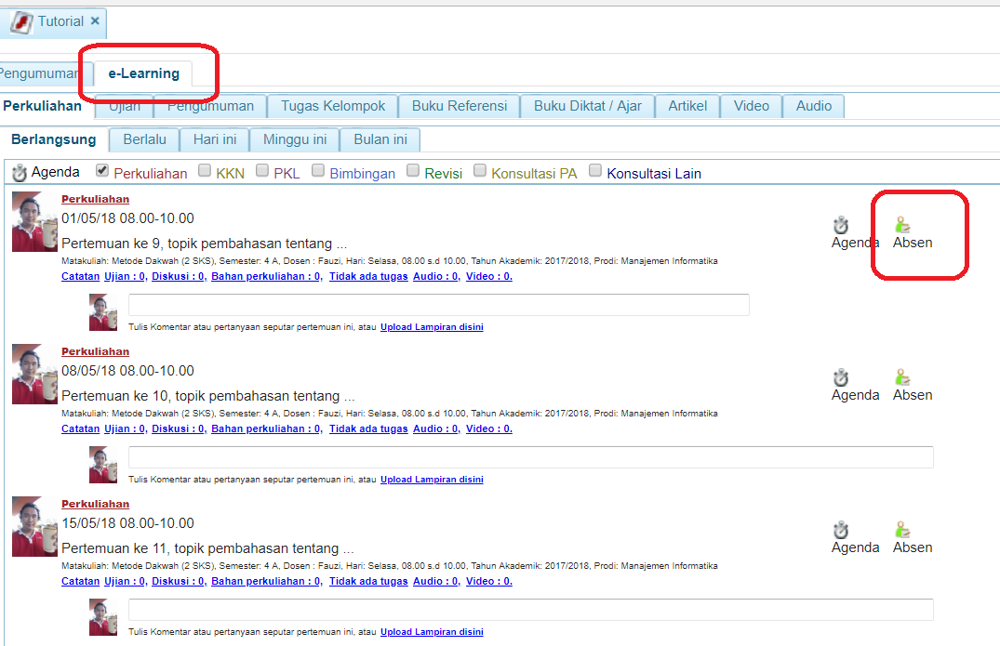 Tutorial ×
Pengumuman e-Learning
Perkuliahan Ujian Pengumuman Tugas Kelompok Buku Referensi Buku Diktat / Ajar Artikel Video Audio
Berlangsung Berlalu Hari ini Minggu ini Bulan ini
Agenda Perkuliahan KKN PKL Bimbingan Revisi Konsultasi PA Konsultasi Lain
Perkuliahan
01/05/18 08.00-10.00
Agenda Absen
Pertemuan ke 9, topik pembahasan tentang ...
Matakuliah: Metode Dakwah (2 SKS), Semester: 4 A, Dosen : Fauzi, Hari: Selasa, 08.00 s.d 10.00, Tahun Akademik: 2017/2018, Prodi: Manajemen Informatika
Catatan Ujian : 0, Diskusi : 0, Bahan perkuliahan : 0, Tidak ada tugas Audio : 0, Video : 0.
Tulis Komentar atau pertanyaan seputar pertemuan ini, atau Upload Lampiran disini
Perkuliahan
08/05/18 08.00-10.00
Agenda Absen
Pertemuan ke 10, topik pembahasan tentang ...
Matakuliah: Metode Dakwah (2 SKS), Semester: 4 A, Dosen : Fauzi, Hari: Selasa, 08.00 s.d 10.00, Tahun Akademik: 2017/2018, Prodi: Manajemen Informatika
Catatan Ujian : 0, Diskusi : 0, Bahan perkuliahan : 0, Tidak ada tugas Audio : 0, Video : 0.
Tulis Komentar atau pertanyaan seputar pertemuan ini, atau Upload Lampiran disini
Perkuliahan
15/05/18 08.00-10.00
Agenda Absen
Pertemuan ke 11, topik pembahasan tentang ...
Matakuliah: Metode Dakwah (2 SKS), Semester: 4 A, Dosen : Fauzi, Hari: Selasa, 08.00 s.d 10.00, Tahun Akademik: 2017/2018, Prodi: Manajemen Informatika
Catatan Ujian : 0, Diskusi : 0, Bahan perkuliahan : 0, Tidak ada tugas Audio : 0, Video : 0.
Tulis Komentar atau pertanyaan seputar pertemuan ini, atau Upload Lampiran disini